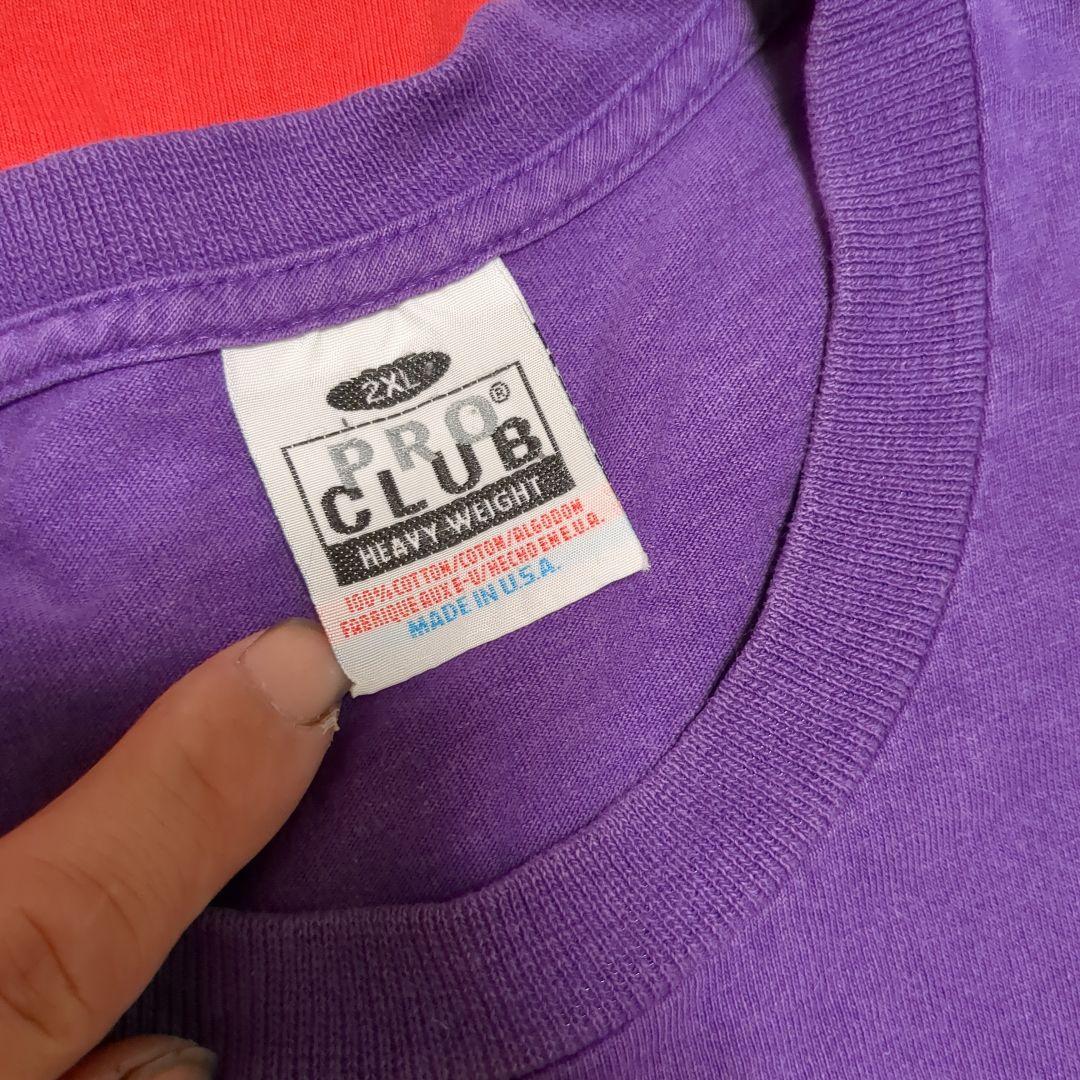 2XL
PRO®
CLUB
HEAVY WEIGHT
100% COTTON/COTON/ALGODON
FABRIQUE AUX E-U/HECHO EN E.U.A.
MADE IN U.S.A.